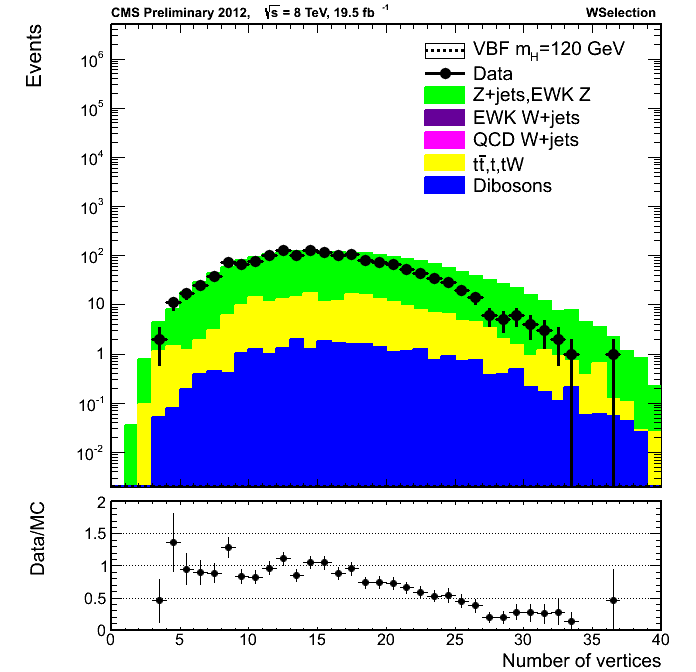 CMS Preliminary 2012, √s = 8 TeV, 19.5 fb⁻¹ WSelection
Events
VBF m_H=120 GeV
Data
Z+jets,EWK Z
EWK W+jets
QCD W+jets
tt̄,t,tW
Dibosons
10⁵
10⁴
10³
10²
10
1
10⁻¹
10⁻²
Data/MC
2
1.5
1
0.5
0
0 5 10 15 20 25 30 35 40
Number of vertices